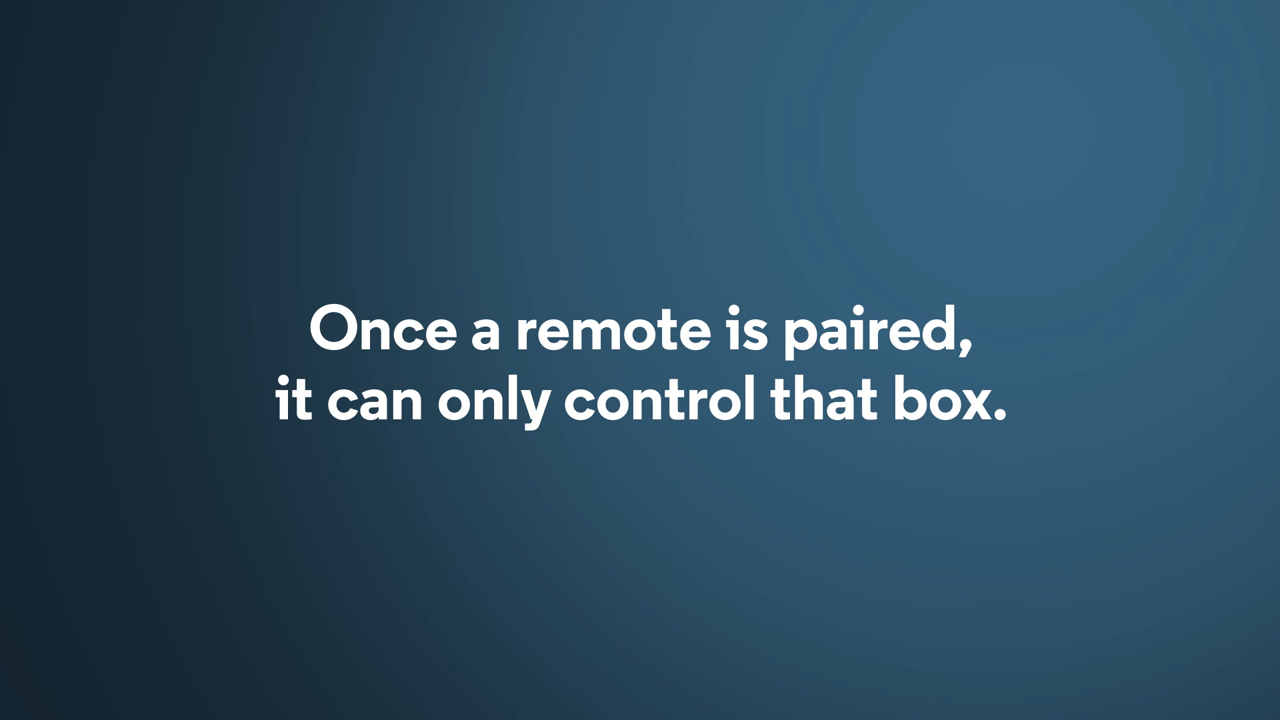 Once a remote is paired,
it can only control that box.